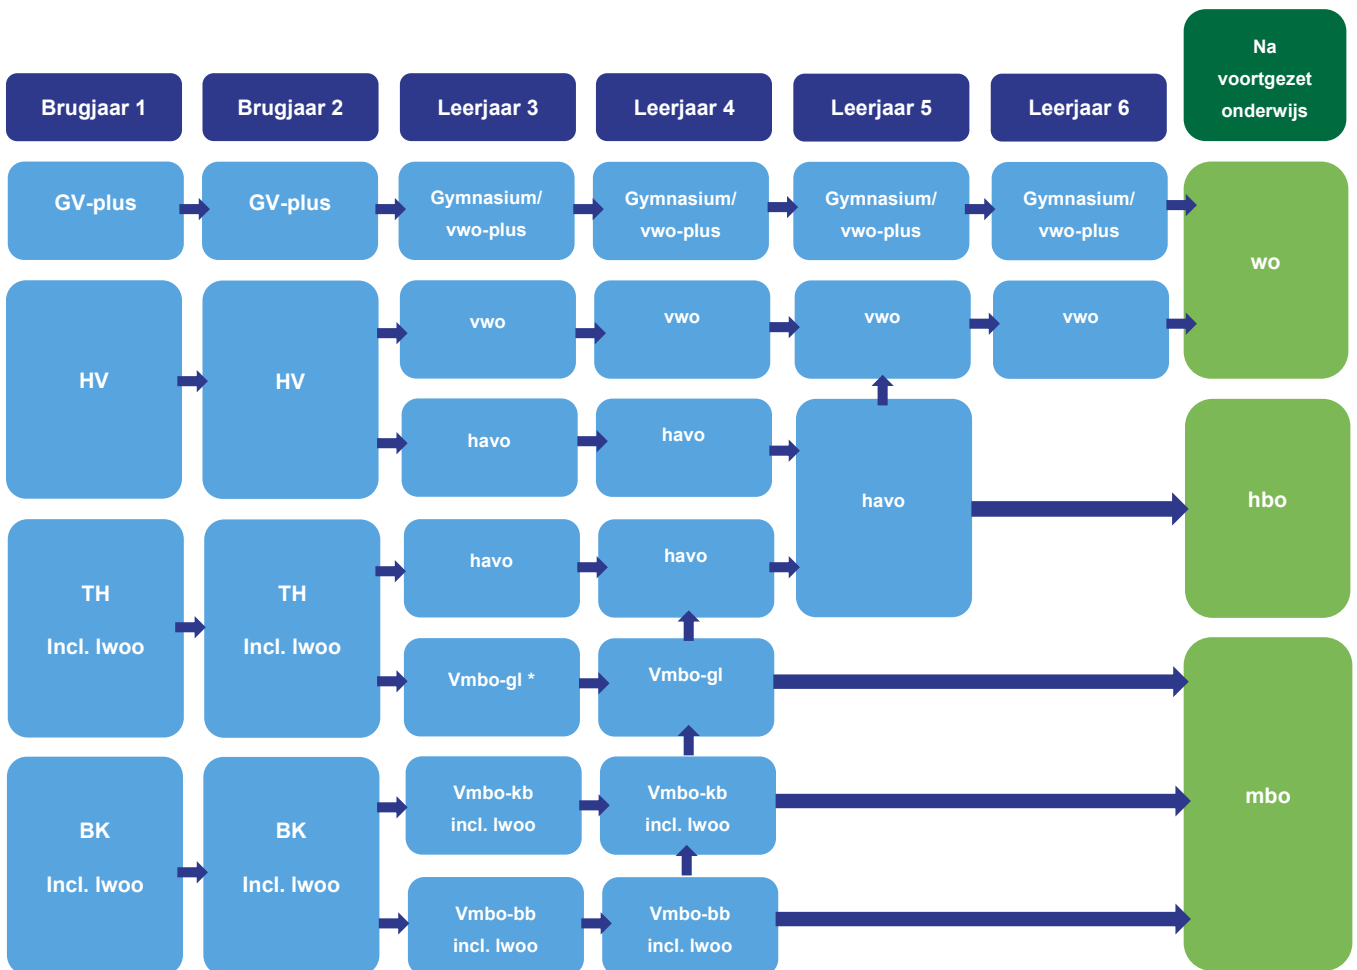 Na
voortgezet
onderwijs
Brugjaar 1
Brugjaar 2
Leerjaar 3
Leerjaar 4
Leerjaar 5
Leerjaar 6
GV-plus
GV-plus
Gymnasium/
vwo-plus
Gymnasium/
vwo-plus
Gymnasium/
vwo-plus
Gymnasium/
vwo-plus
wo
HV
HV
vwo
vwo
vwo
vwo
havo
havo
havo
hbo
TH
Incl. lwoo
TH
Incl. lwoo
havo
havo
Vmbo-gl *
Vmbo-gl
mbo
BK
Incl. lwoo
BK
Incl. lwoo
Vmbo-kb
incl. lwoo
Vmbo-kb
incl. lwoo
Vmbo-bb
incl. lwoo
Vmbo-bb
incl. lwoo